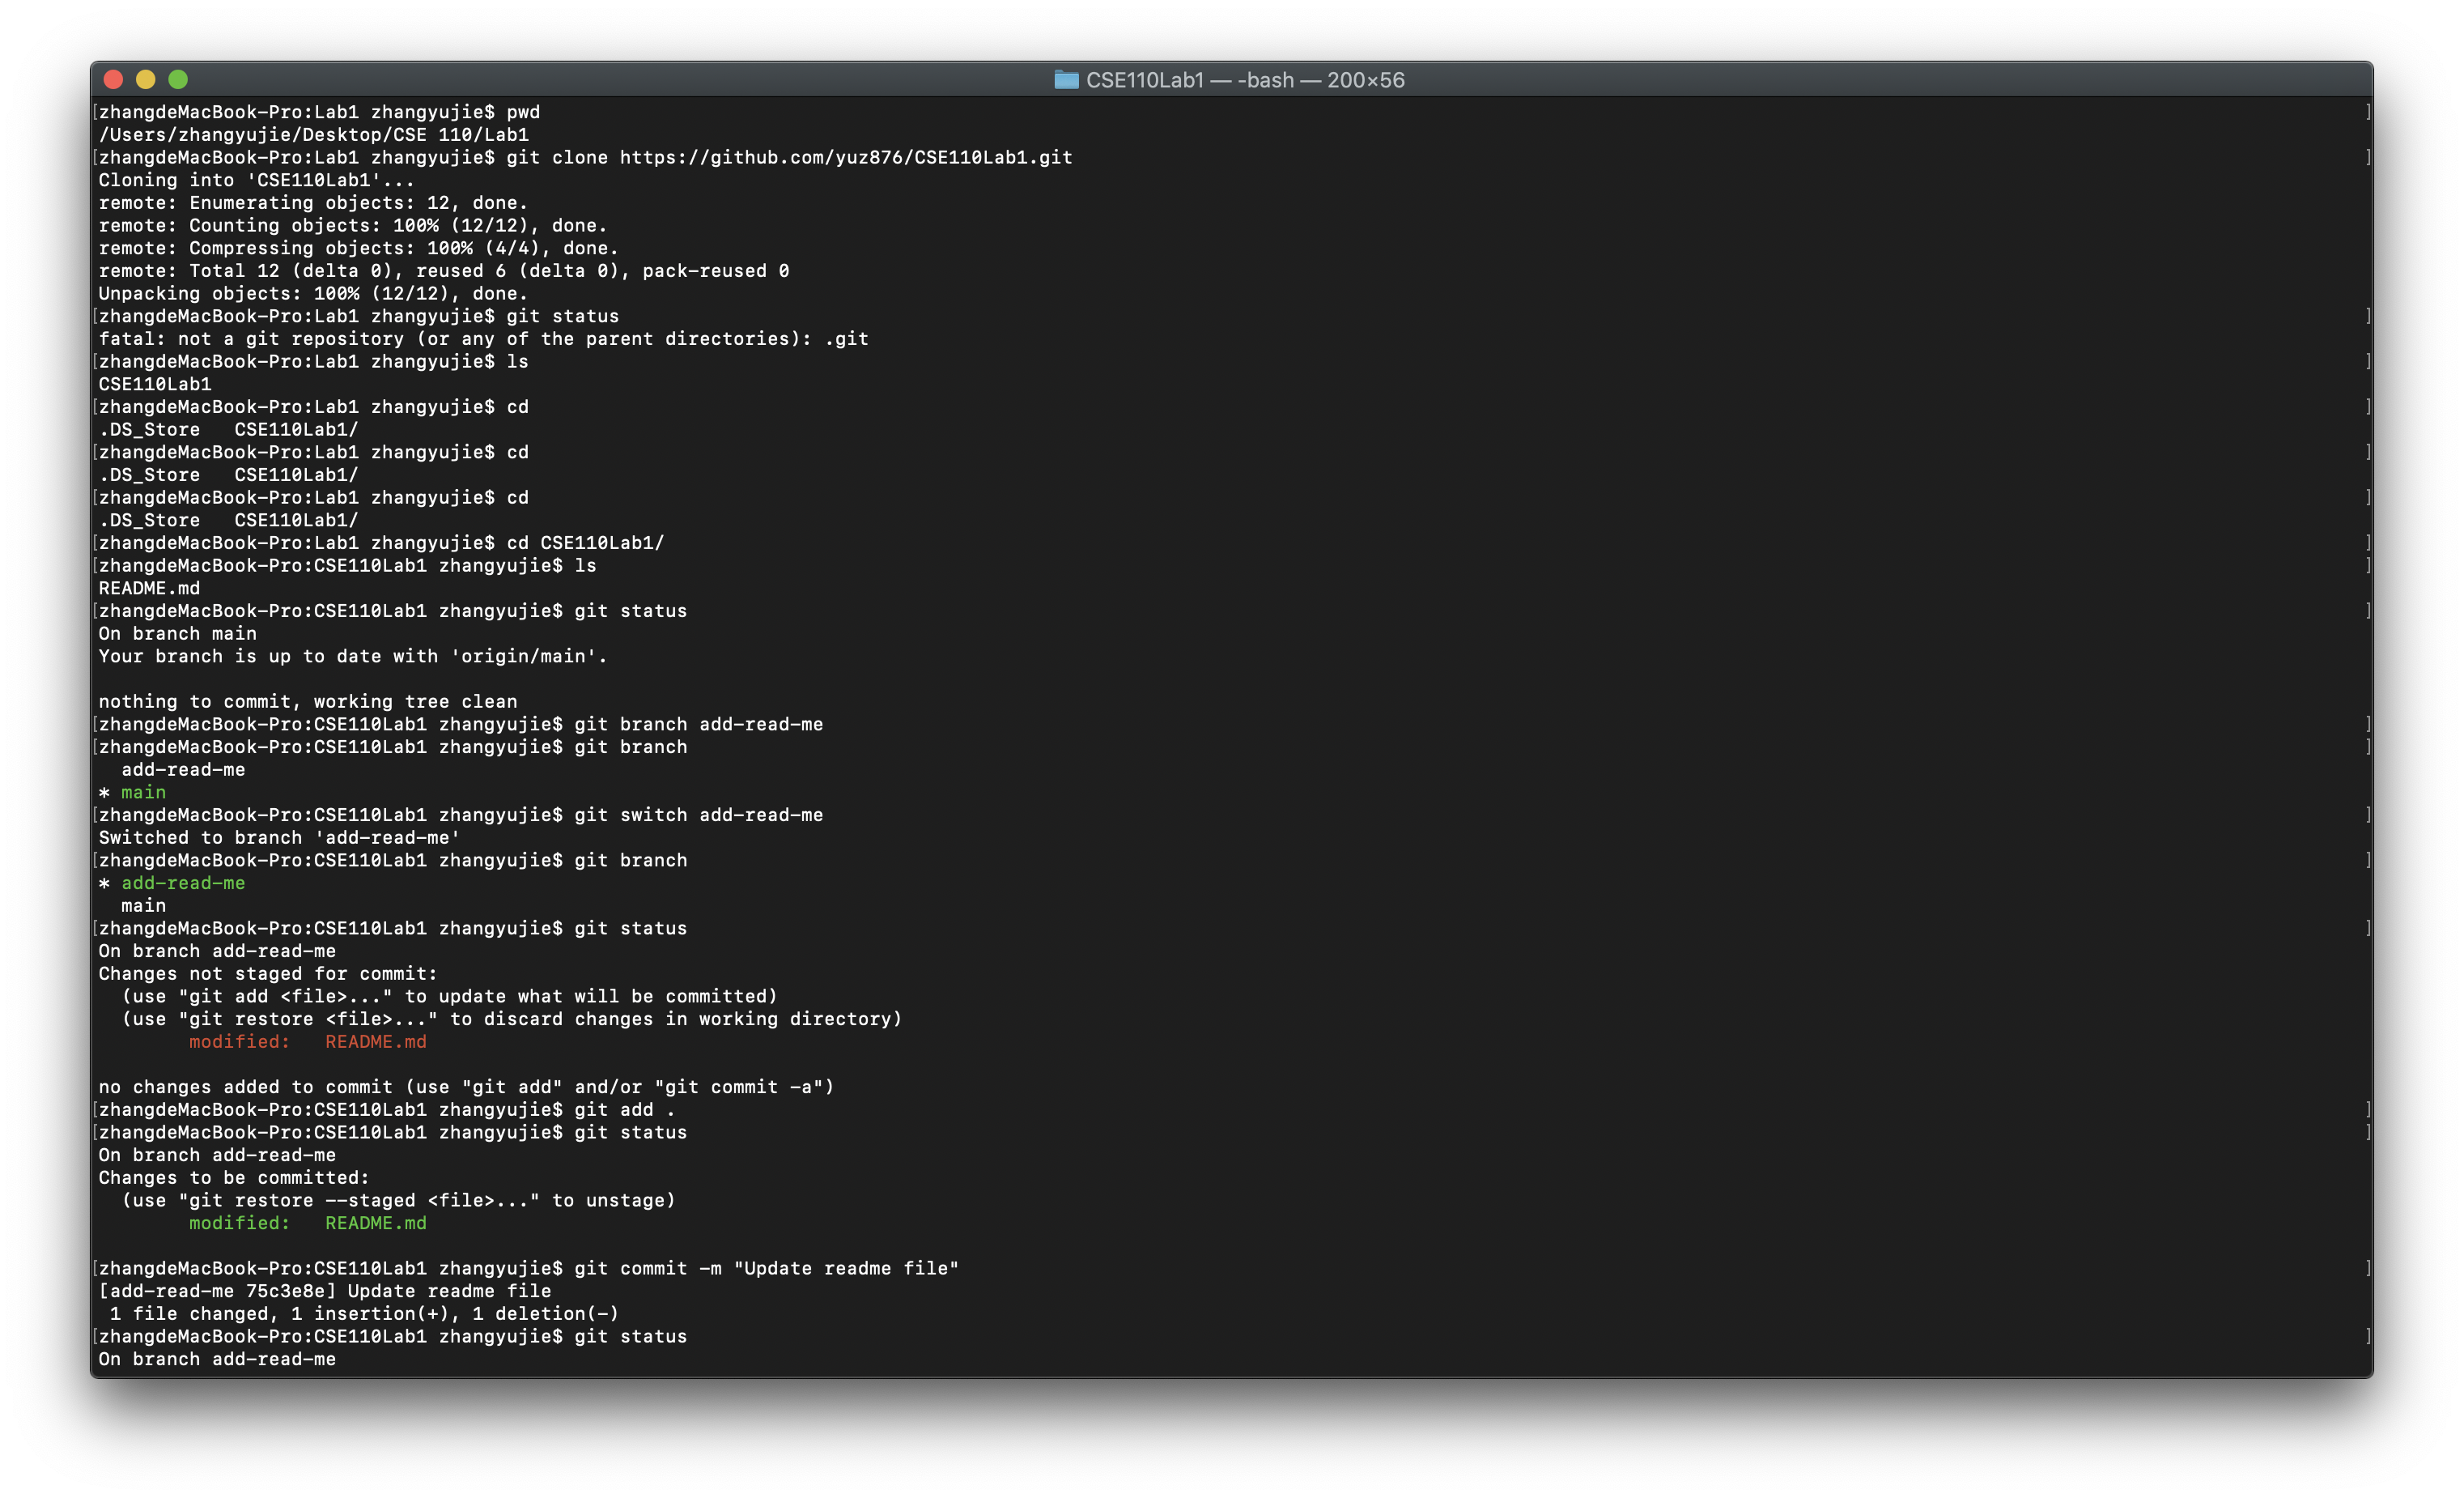 CSE110Lab1 — -bash — 200×56
[zhangdeMacBook-Pro:Lab1 zhangyujie$ pwd ]
/Users/zhangyujie/Desktop/CSE 110/Lab1
[zhangdeMacBook-Pro:Lab1 zhangyujie$ git clone https://github.com/yuz876/CSE110Lab1.git ]
Cloning into 'CSE110Lab1'...
remote: Enumerating objects: 12, done.
remote: Counting objects: 100% (12/12), done.
remote: Compressing objects: 100% (4/4), done.
remote: Total 12 (delta 0), reused 6 (delta 0), pack-reused 0
Unpacking objects: 100% (12/12), done.
[zhangdeMacBook-Pro:Lab1 zhangyujie$ git status ]
fatal: not a git repository (or any of the parent directories): .git
[zhangdeMacBook-Pro:Lab1 zhangyujie$ ls ]
CSE110Lab1
[zhangdeMacBook-Pro:Lab1 zhangyujie$ cd ]
.DS_Store   CSE110Lab1/
[zhangdeMacBook-Pro:Lab1 zhangyujie$ cd ]
.DS_Store   CSE110Lab1/
[zhangdeMacBook-Pro:Lab1 zhangyujie$ cd ]
.DS_Store   CSE110Lab1/
[zhangdeMacBook-Pro:Lab1 zhangyujie$ cd CSE110Lab1/ ]
[zhangdeMacBook-Pro:CSE110Lab1 zhangyujie$ ls ]
README.md
[zhangdeMacBook-Pro:CSE110Lab1 zhangyujie$ git status ]
On branch main
Your branch is up to date with 'origin/main'.
nothing to commit, working tree clean
[zhangdeMacBook-Pro:CSE110Lab1 zhangyujie$ git branch add-read-me ]
[zhangdeMacBook-Pro:CSE110Lab1 zhangyujie$ git branch ]
  add-read-me
* main
[zhangdeMacBook-Pro:CSE110Lab1 zhangyujie$ git switch add-read-me ]
Switched to branch 'add-read-me'
[zhangdeMacBook-Pro:CSE110Lab1 zhangyujie$ git branch ]
* add-read-me
  main
[zhangdeMacBook-Pro:CSE110Lab1 zhangyujie$ git status ]
On branch add-read-me
Changes not staged for commit:
  (use "git add <file>..." to update what will be committed)
  (use "git restore <file>..." to discard changes in working directory)
        modified:   README.md
no changes added to commit (use "git add" and/or "git commit -a")
[zhangdeMacBook-Pro:CSE110Lab1 zhangyujie$ git add . ]
[zhangdeMacBook-Pro:CSE110Lab1 zhangyujie$ git status ]
On branch add-read-me
Changes to be committed:
  (use "git restore --staged <file>..." to unstage)
        modified:   README.md
[zhangdeMacBook-Pro:CSE110Lab1 zhangyujie$ git commit -m "Update readme file" ]
[add-read-me 75c3e8e] Update readme file
 1 file changed, 1 insertion(+), 1 deletion(-)
[zhangdeMacBook-Pro:CSE110Lab1 zhangyujie$ git status ]
On branch add-read-me